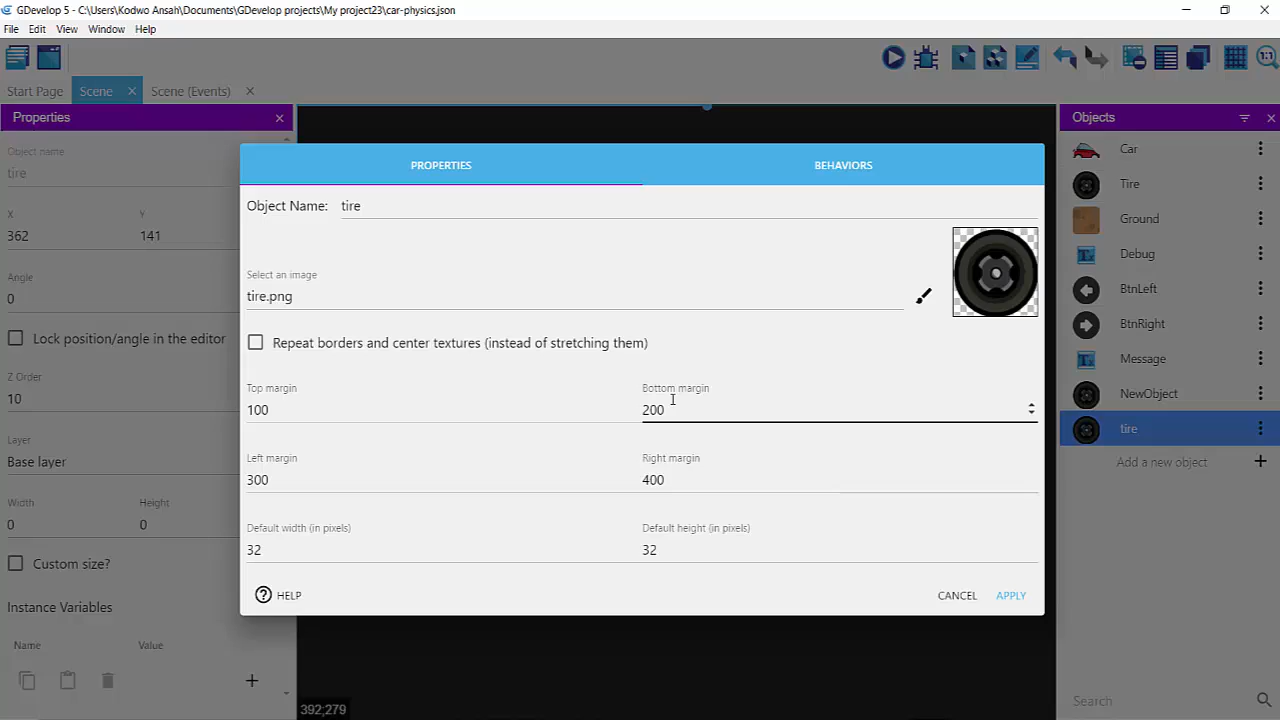 GDevelop 5 - C:\Users\Kodwo Ansah\Documents\GDevelop projects\My project23\car-physics.json
File Edit View Window Help
1:1
Start Page Scene × Scene (Events) ×
Properties ×
Object name
tire
X Y
362 141
Angle
0
Lock position/angle in the editor
Z Order
10
Layer
Base layer
Width Height
0 0
Custom size?
Instance Variables
Name Value
PROPERTIES BEHAVIORS
Object Name: tire
Select an image
tire.png
Repeat borders and center textures (instead of stretching them)
Top margin Bottom margin
100 200
Left margin Right margin
300 400
Default width (in pixels) Default height (in pixels)
32 32
HELP CANCEL APPLY
392;279
Objects ×
Car
Tire
Ground
Debug
BtnLeft
BtnRight
Message
NewObject
tire
Add a new object
Search